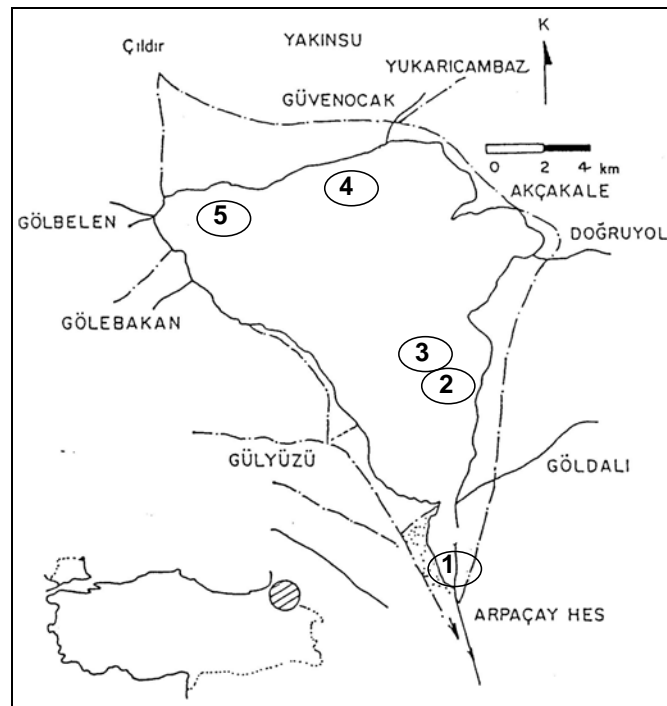 Çıldır
YAKINSU
K
YUKARICAMBAZ
GÜVENOCAK
0 2 4 km
4
AKÇAKALE
5
GÖLBELEN
DOĞRUYOL
GÖLEBAKAN
3
2
GÜLYÜZÜ
GÖLDALI
1
ARPAÇAY HES